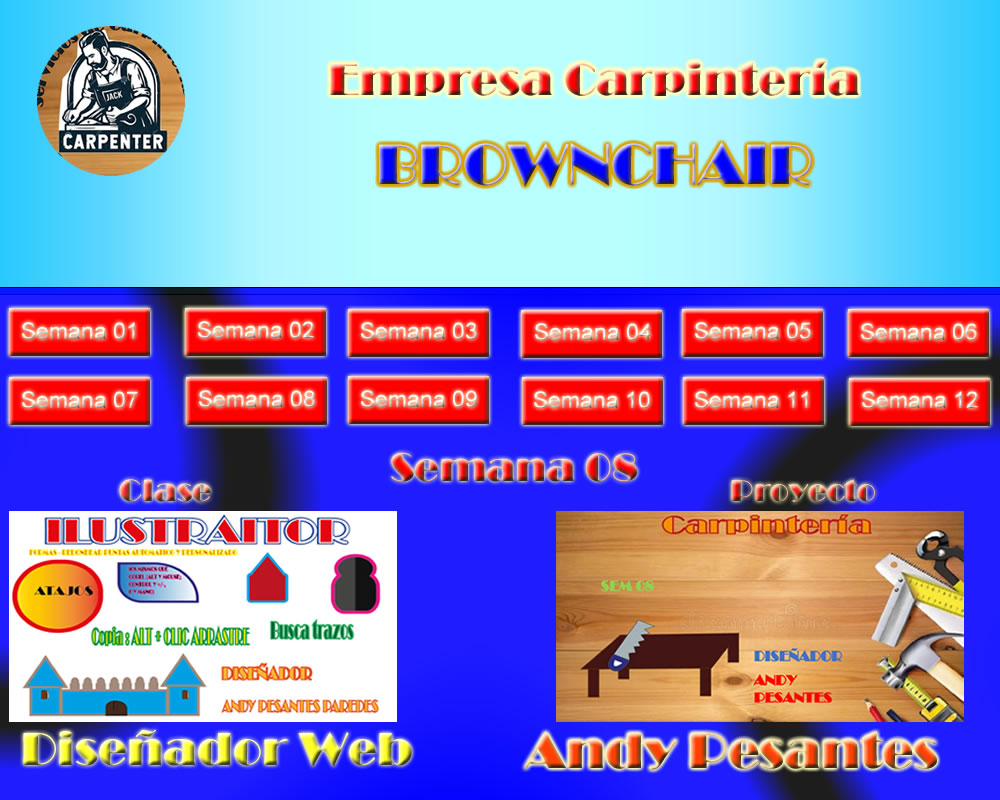 Servicios de Carpintería
JACK
CARPENTER
Empresa Carpintería
BROWNCHAIR
Semana 01
Semana 02
Semana 03
Semana 04
Semana 05
Semana 06
Semana 07
Semana 08
Semana 09
Semana 10
Semana 11
Semana 12
Semana 08
Clase
Proyecto
ILUSTRAITOR
FORMAS - REDONDEAR PUNTAS AUTOMATICO Y PERSONALIZADO
ATAJOS
Copia : ALT + CLIC ARRASTRE
Busca trazos
DISEÑADOR
ANDY PESANTES PAREDES
Carpintería
SEM 08
DISEÑADOR
ANDY
PESANTES
Diseñador Web
Andy Pesantes